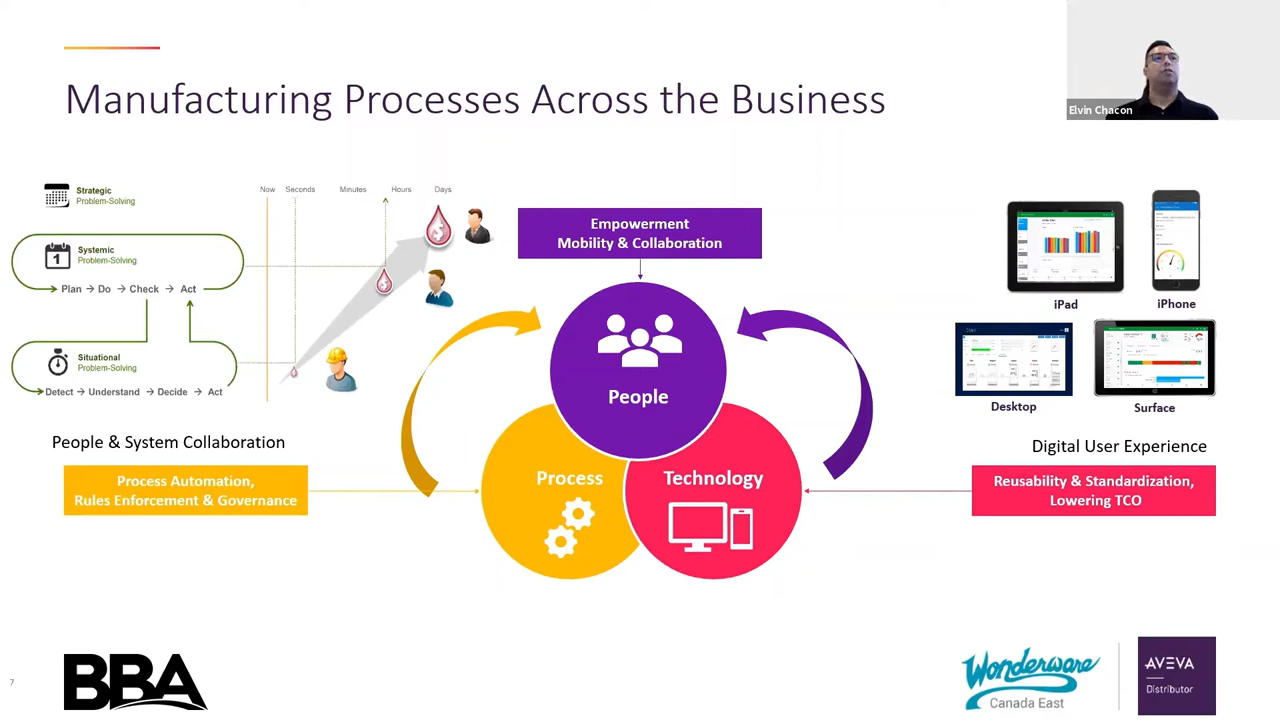 Manufacturing Processes Across the Business
Elvin Chacon
Strategic
Problem-Solving
Systemic
Problem-Solving
1
Plan → Do → Check → Act
Situational
Problem-Solving
Detect → Understand → Decide → Act
Now Seconds Minutes Hours Days
$
$
People & System Collaboration
Process Automation,
Rules Enforcement & Governance
Empowerment
Mobility & Collaboration
People
Process
Technology
iPad
iPhone
Desktop
Surface
Digital User Experience
Reusability & Standardization,
Lowering TCO
7
BBA
Wonderware
Canada East
AVEVA
Distributor